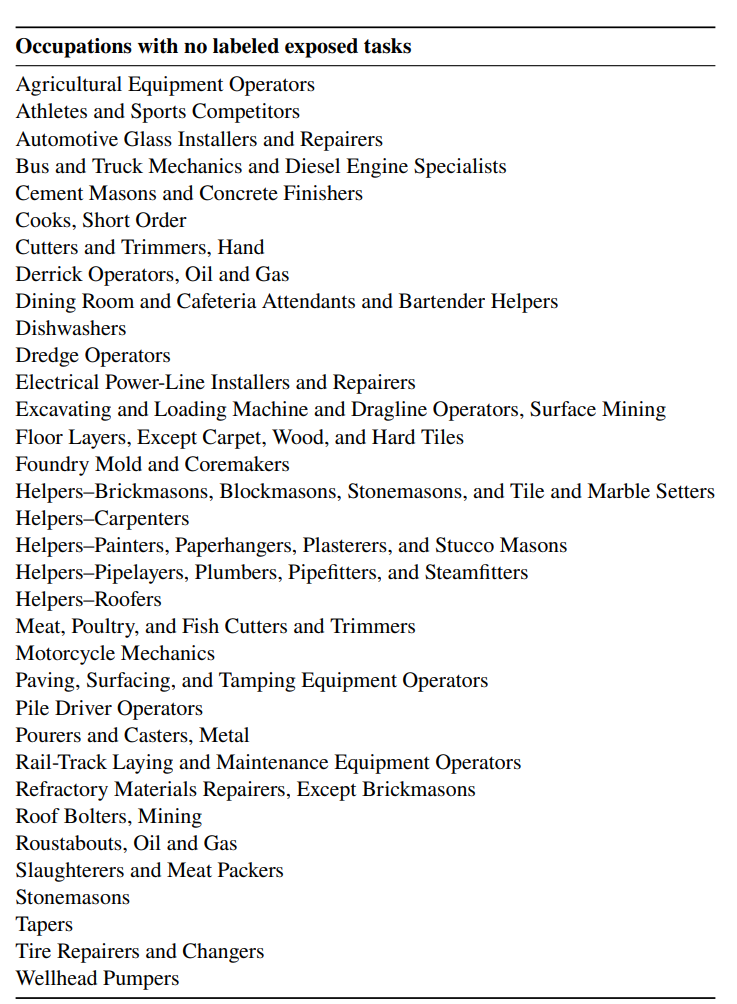 Occupations with no labeled exposed tasks
Agricultural Equipment Operators
Athletes and Sports Competitors
Automotive Glass Installers and Repairers
Bus and Truck Mechanics and Diesel Engine Specialists
Cement Masons and Concrete Finishers
Cooks, Short Order
Cutters and Trimmers, Hand
Derrick Operators, Oil and Gas
Dining Room and Cafeteria Attendants and Bartender Helpers
Dishwashers
Dredge Operators
Electrical Power-Line Installers and Repairers
Excavating and Loading Machine and Dragline Operators, Surface Mining
Floor Layers, Except Carpet, Wood, and Hard Tiles
Foundry Mold and Coremakers
Helpers–Brickmasons, Blockmasons, Stonemasons, and Tile and Marble Setters
Helpers–Carpenters
Helpers–Painters, Paperhangers, Plasterers, and Stucco Masons
Helpers–Pipelayers, Plumbers, Pipefitters, and Steamfitters
Helpers–Roofers
Meat, Poultry, and Fish Cutters and Trimmers
Motorcycle Mechanics
Paving, Surfacing, and Tamping Equipment Operators
Pile Driver Operators
Pourers and Casters, Metal
Rail-Track Laying and Maintenance Equipment Operators
Refractory Materials Repairers, Except Brickmasons
Roof Bolters, Mining
Roustabouts, Oil and Gas
Slaughterers and Meat Packers
Stonemasons
Tapers
Tire Repairers and Changers
Wellhead Pumpers